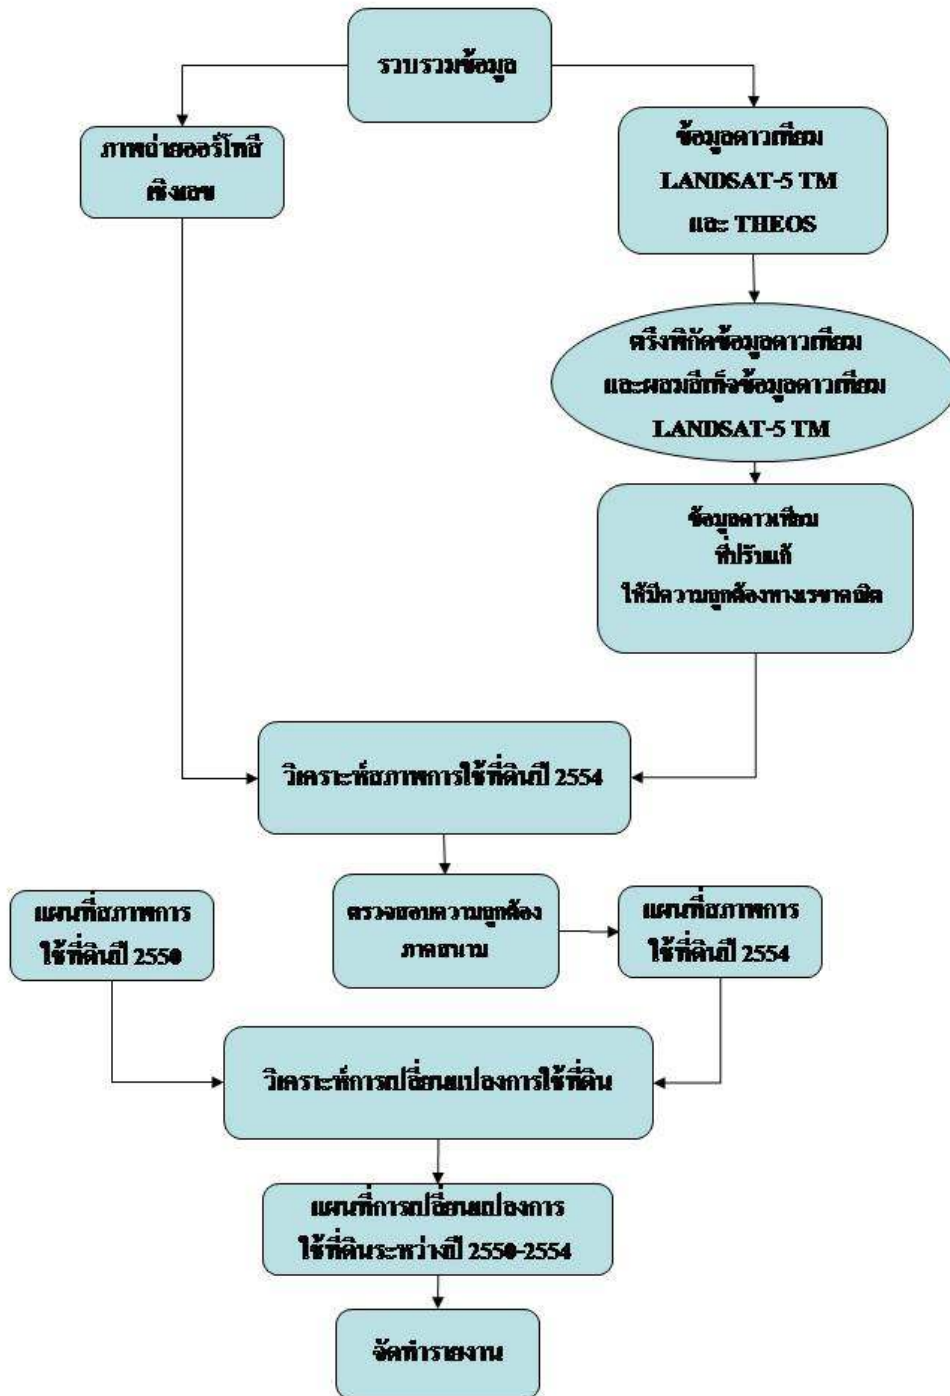 รวบรวมข้อมูล
ภาพถ่ายออร์โทสี
เชิงเลข
ข้อมูลดาวเทียม
LANDSAT-5 TM
และ THEOS
ตรึงพิกัดข้อมูลดาวเทียม
และผสมสีเท็จข้อมูลดาวเทียม
LANDSAT-5 TM
ข้อมูลดาวเทียม
ที่ปรับแก้
ให้มีความถูกต้องทางเรขาคณิต
วิเคราะห์สภาพการใช้ที่ดินปี 2554
แผนที่สภาพการ
ใช้ที่ดินปี 2550
ตรวจสอบความถูกต้อง
ภาคสนาม
แผนที่สภาพการ
ใช้ที่ดินปี 2554
วิเคราะห์การเปลี่ยนแปลงการใช้ที่ดิน
แผนที่การเปลี่ยนแปลงการ
ใช้ที่ดินระหว่างปี 2550-2554
จัดทำรายงาน